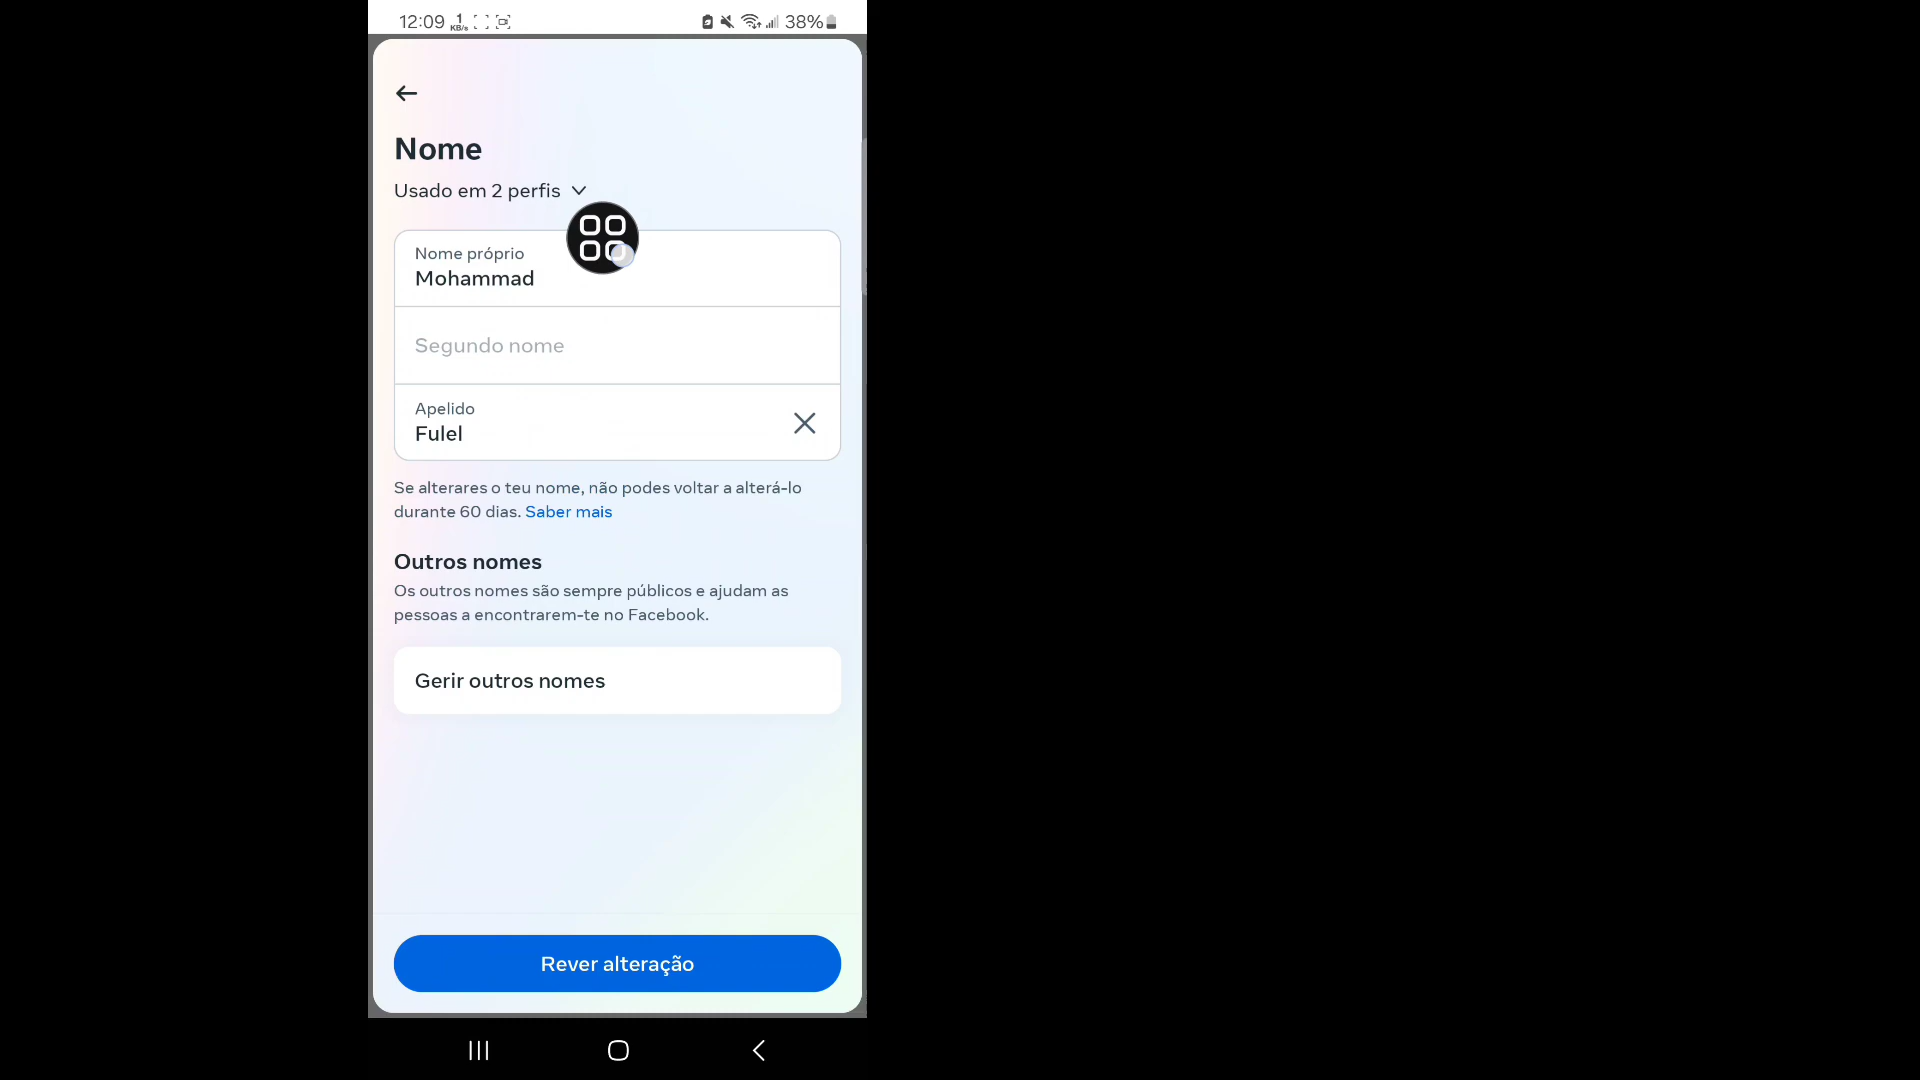 12:09 1 KB/s 38%
Nome
Usado em 2 perfis
Nome próprio
Mohammad
Segundo nome
Apelido
Fulel
Se alterares o teu nome, não podes voltar a alterá-lo
durante 60 dias. Saber mais
Outros nomes
Os outros nomes são sempre públicos e ajudam as
pessoas a encontrarem-te no Facebook.
Gerir outros nomes
Rever alteração